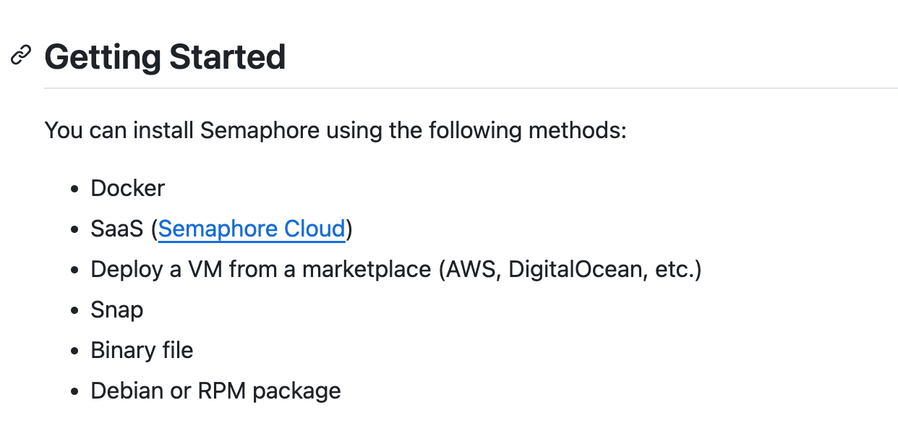 Getting Started
You can install Semaphore using the following methods:
• Docker
• SaaS (Semaphore Cloud)
• Deploy a VM from a marketplace (AWS, DigitalOcean, etc.)
• Snap
• Binary file
• Debian or RPM package